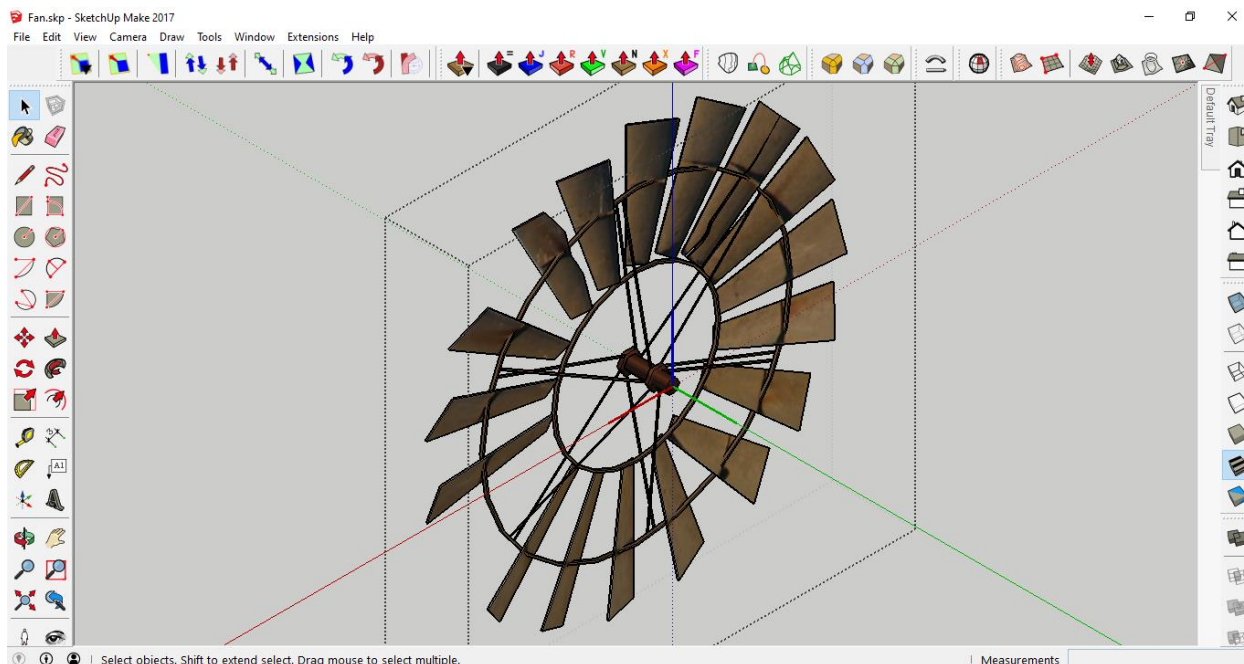 Fan.skp - SketchUp Make 2017
File Edit View Camera Draw Tools Window Extensions Help
= J R V N X F
Default Tray
A1
Select objects. Shift to extend select. Drag mouse to select multiple.
Measurements